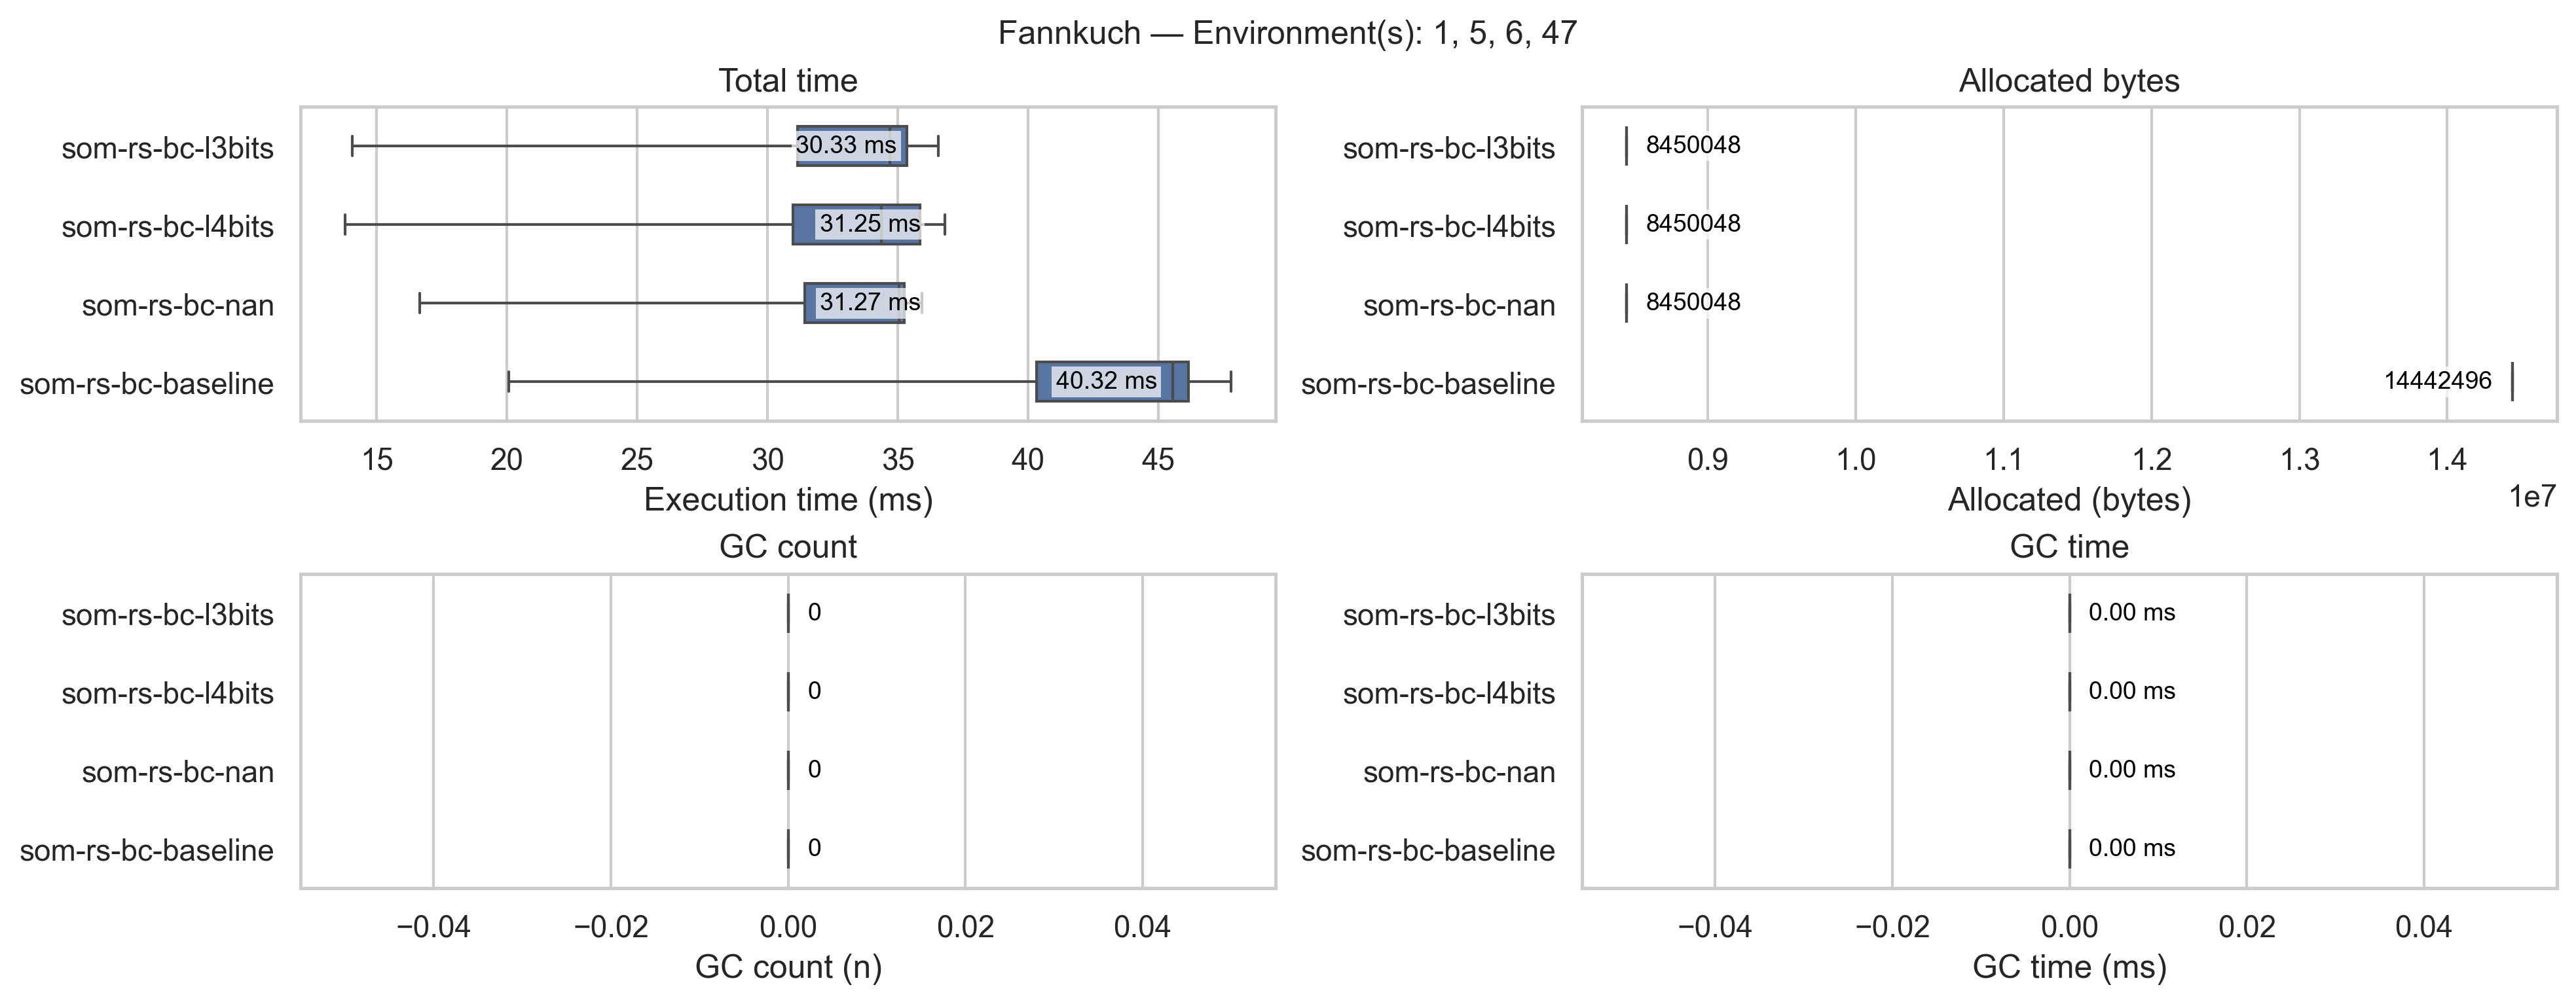 Fannkuch — Environment(s): 1, 5, 6, 47
Total time
som-rs-bc-l3bits
30.33 ms
som-rs-bc-l4bits
31.25 ms
som-rs-bc-nan
31.27 ms
som-rs-bc-baseline
40.32 ms
15 20 25 30 35 40 45
Execution time (ms)
Allocated bytes
som-rs-bc-l3bits
8450048
som-rs-bc-l4bits
8450048
som-rs-bc-nan
8450048
som-rs-bc-baseline
14442496
0.9 1.0 1.1 1.2 1.3 1.4
1e7
Allocated (bytes)
GC count
som-rs-bc-l3bits
0
som-rs-bc-l4bits
0
som-rs-bc-nan
0
som-rs-bc-baseline
0
−0.04 −0.02 0.00 0.02 0.04
GC count (n)
GC time
som-rs-bc-l3bits
0.00 ms
som-rs-bc-l4bits
0.00 ms
som-rs-bc-nan
0.00 ms
som-rs-bc-baseline
0.00 ms
−0.04 −0.02 0.00 0.02 0.04
GC time (ms)